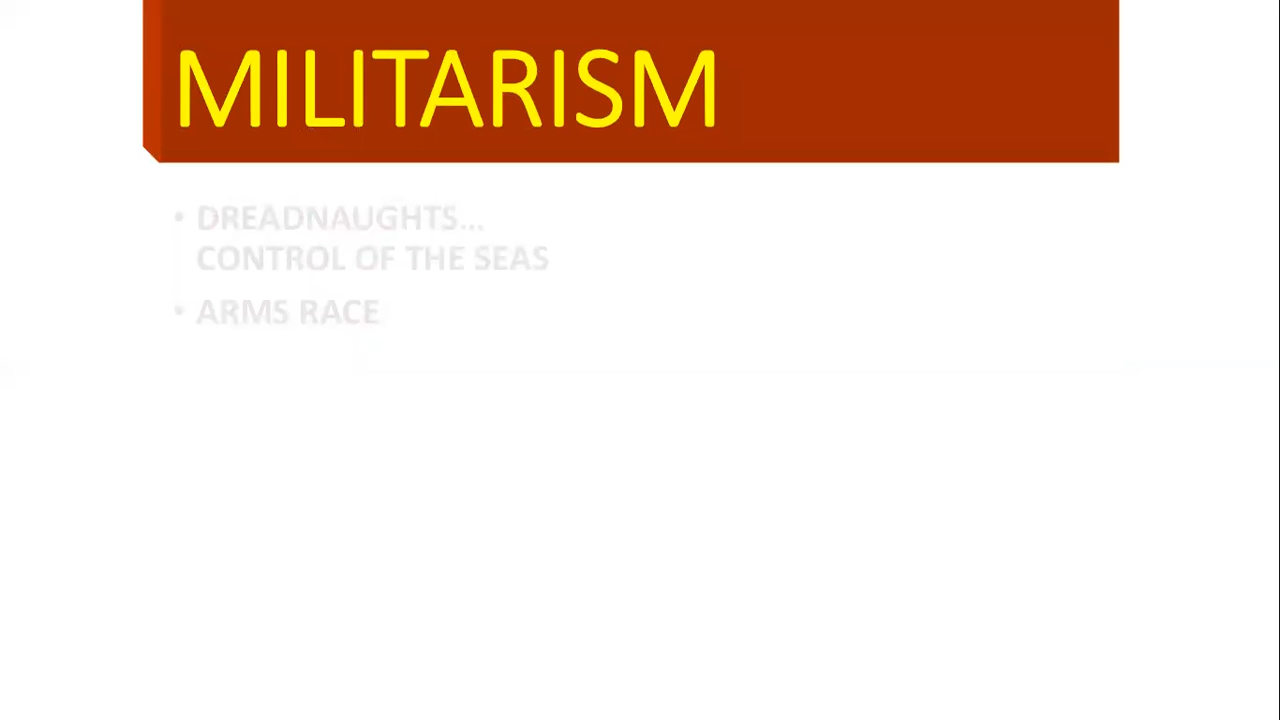 MILITARISM
• DREADNAUGHTS...
CONTROL OF THE SEAS
• ARMS RACE